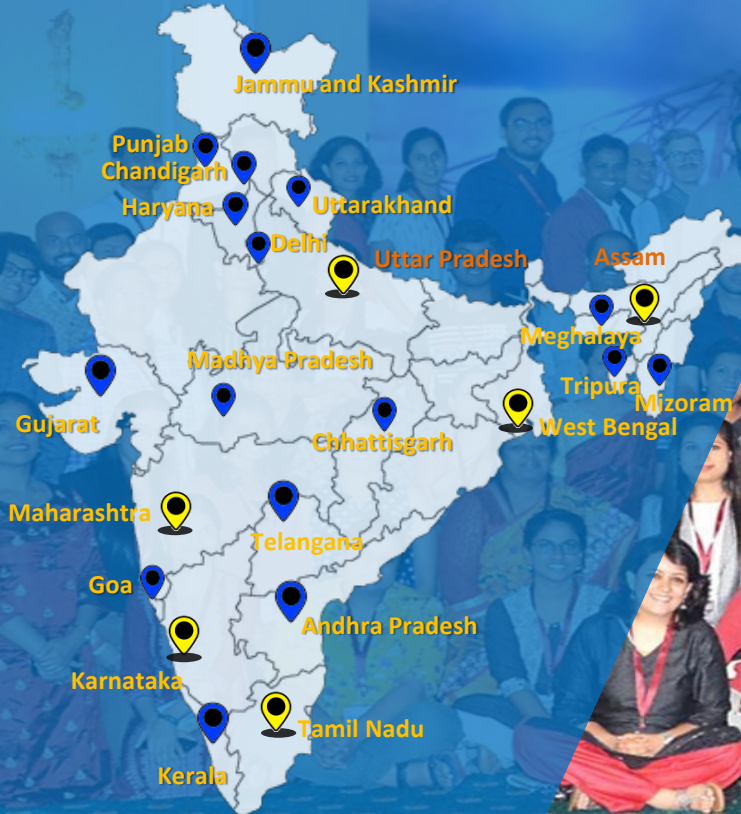 Jammu and Kashmir
Punjab
Chandigarh
Haryana
Uttarakhand
Delhi
Uttar Pradesh
Assam
Meghalaya
Madhya Pradesh
Tripura
Mizoram
Gujarat
Chhattisgarh
West Bengal
Maharashtra
Telangana
Goa
Andhra Pradesh
Karnataka
Tamil Nadu
Kerala